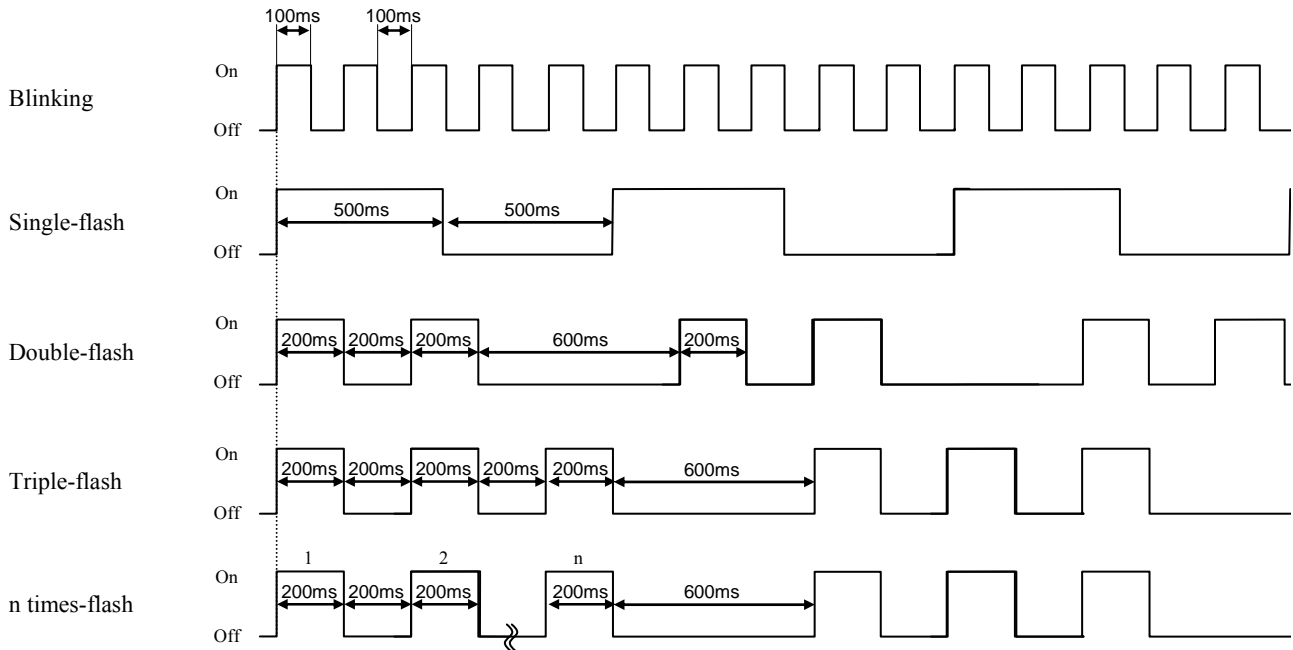 100ms 100ms
On
Blinking
Off
On
500ms 500ms
Single-flash
Off
On
200ms 200ms 200ms 600ms 200ms
Double-flash
Off
On
200ms 200ms 200ms 200ms 200ms 600ms
Triple-flash
Off
1 2 n
On
200ms 200ms 200ms 200ms 600ms
n times-flash
Off